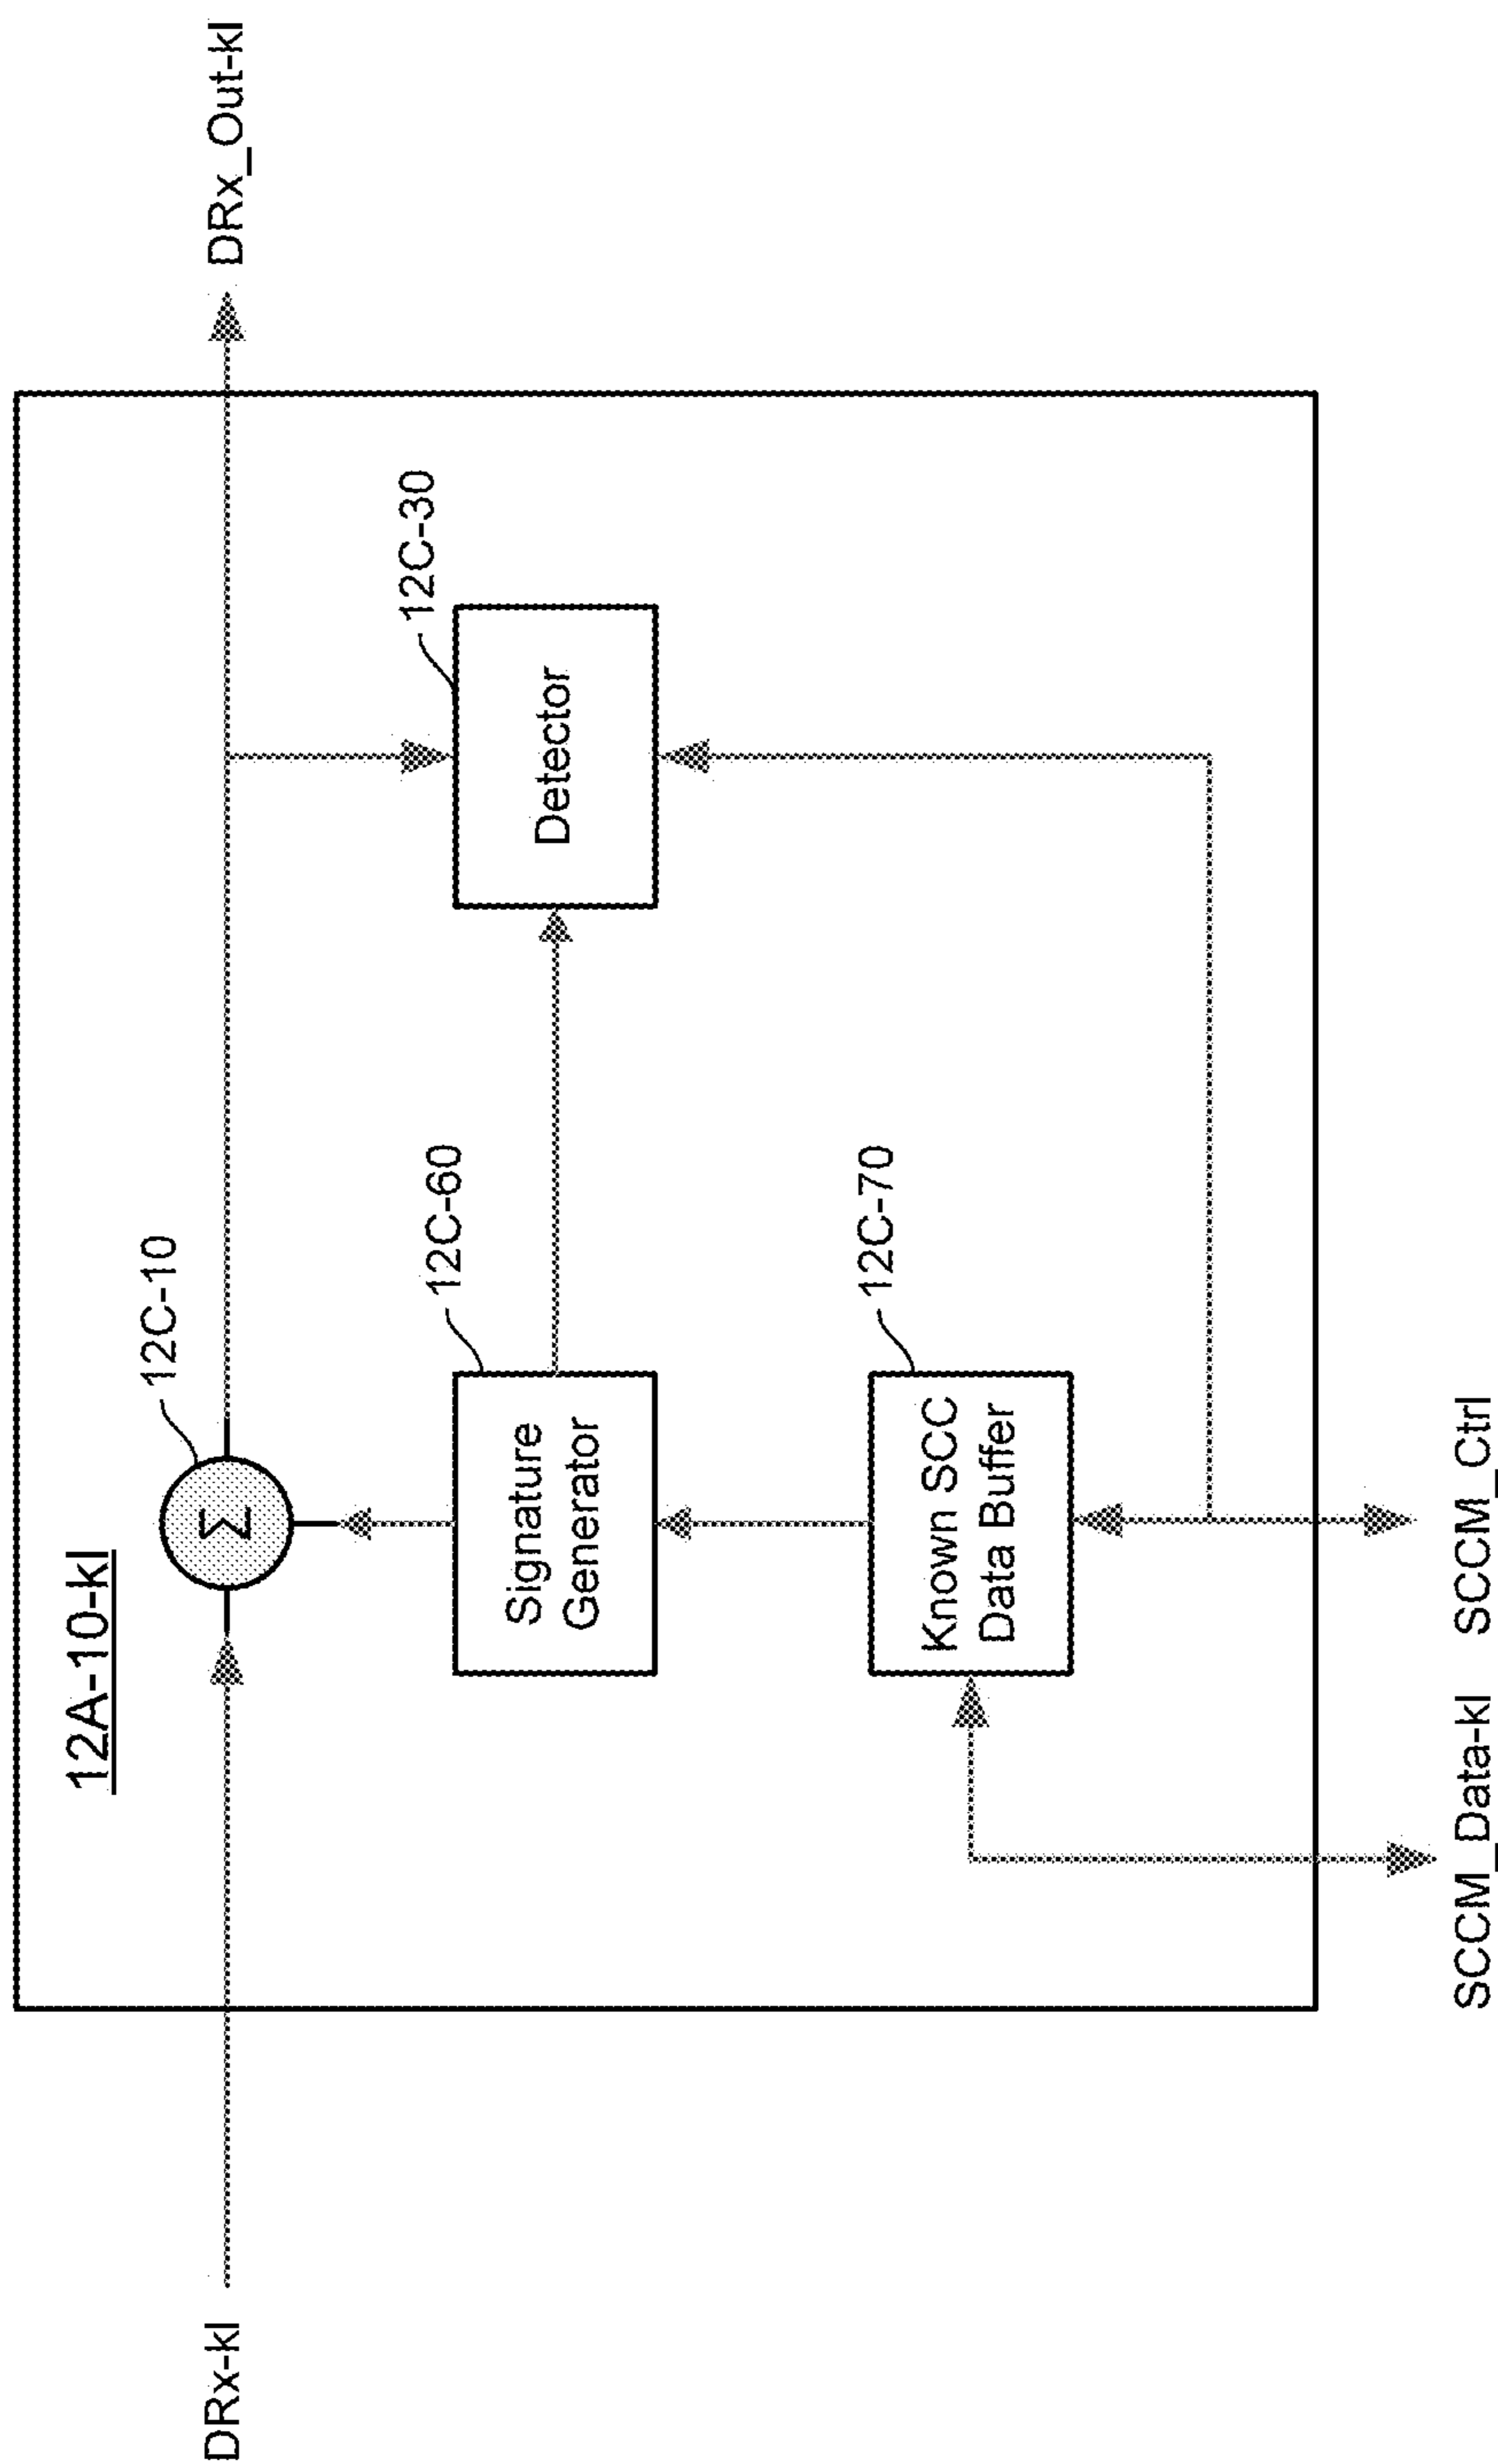 12A-10-kl
DRx-kl
12C-10
Σ
DRx_Out-kl
Signature
Generator
12C-60
Detector
12C-30
Known SCC
Data Buffer
12C-70
SCCM_Data-kl
SCCM_Ctrl